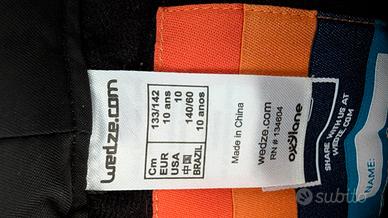 wedze.com
Cm 133/142
EUR 10 ans
USA 10
中国 140/60
BRAZIL 10 anos
Made in China
wedze.com
RN # 134604
oxylane
SHARE WITH US AT
WEDZE.COM
NAME:
subito